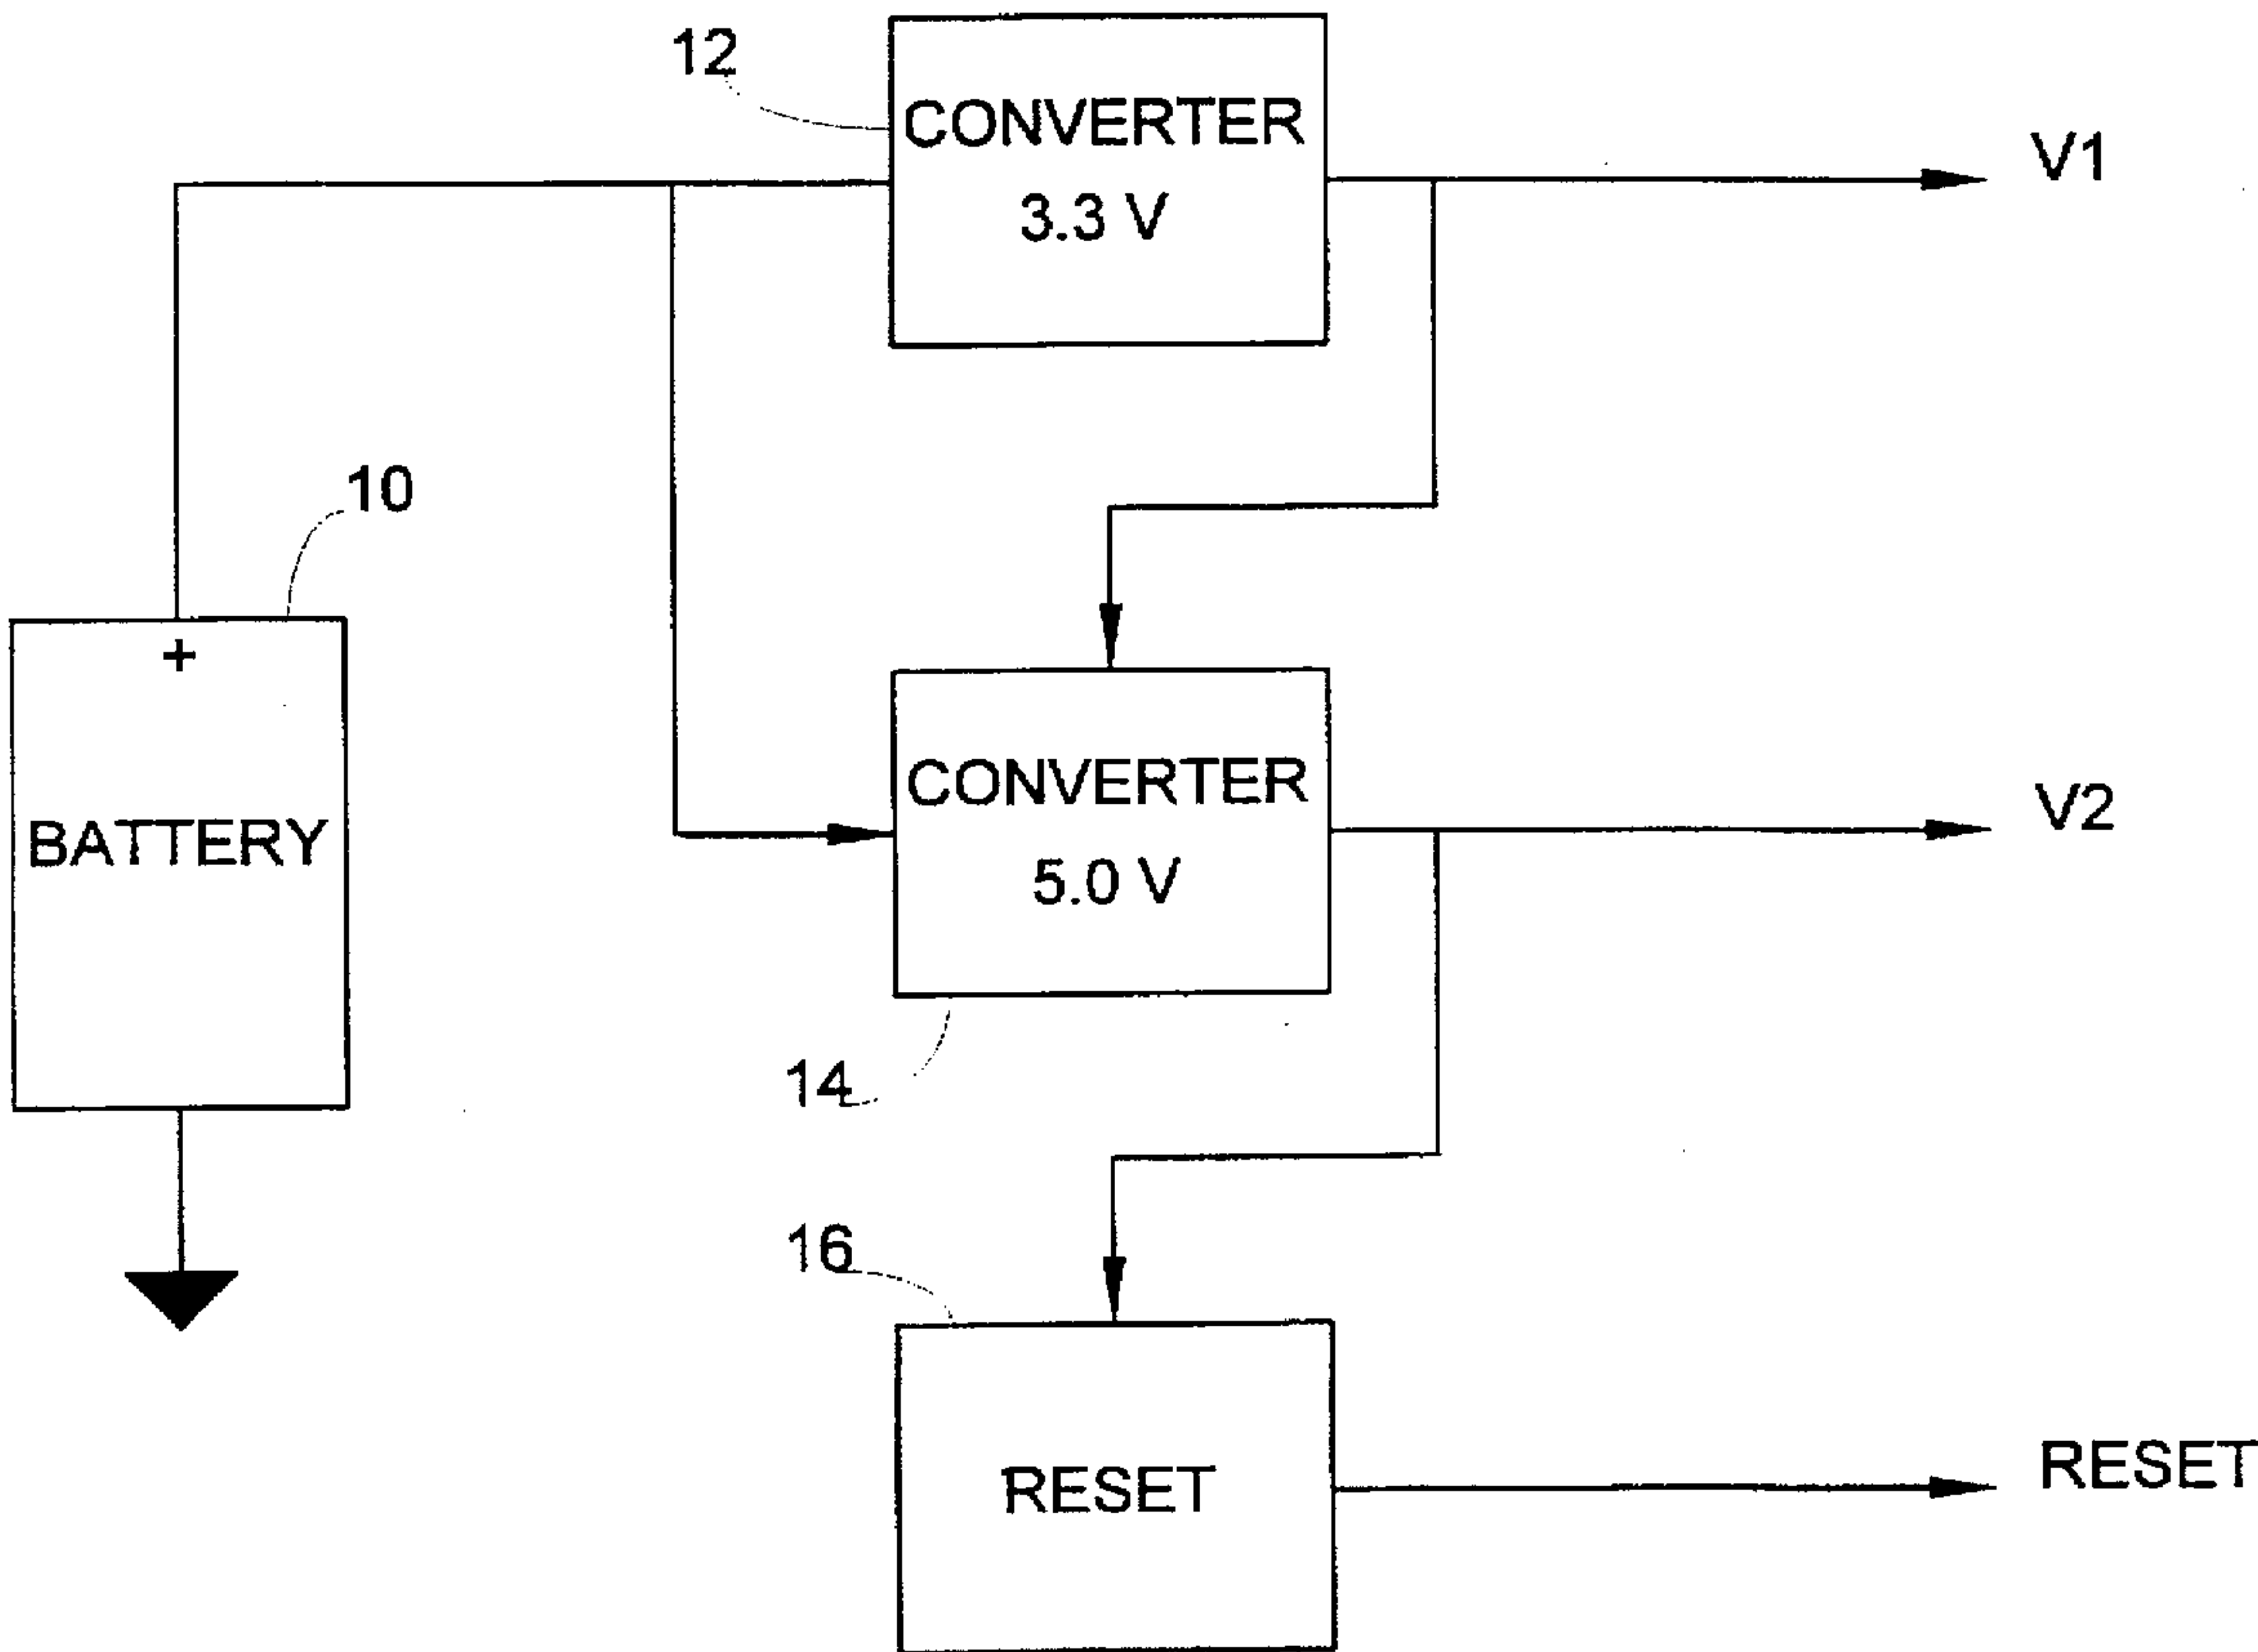 12
CONVERTER
3.3 V
V1
10
+
BATTERY
CONVERTER
5.0 V
V2
14
16
RESET
RESET